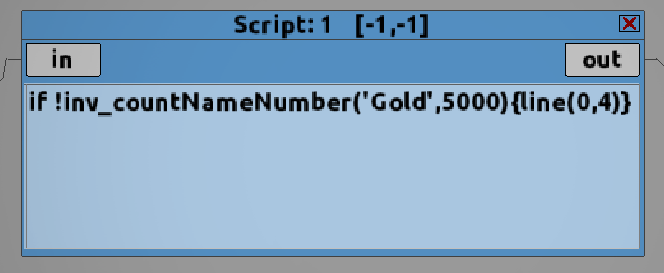 Script: 1 [-1,-1]
in
out
if !inv_countNameNumber('Gold',5000){line(0,4)}